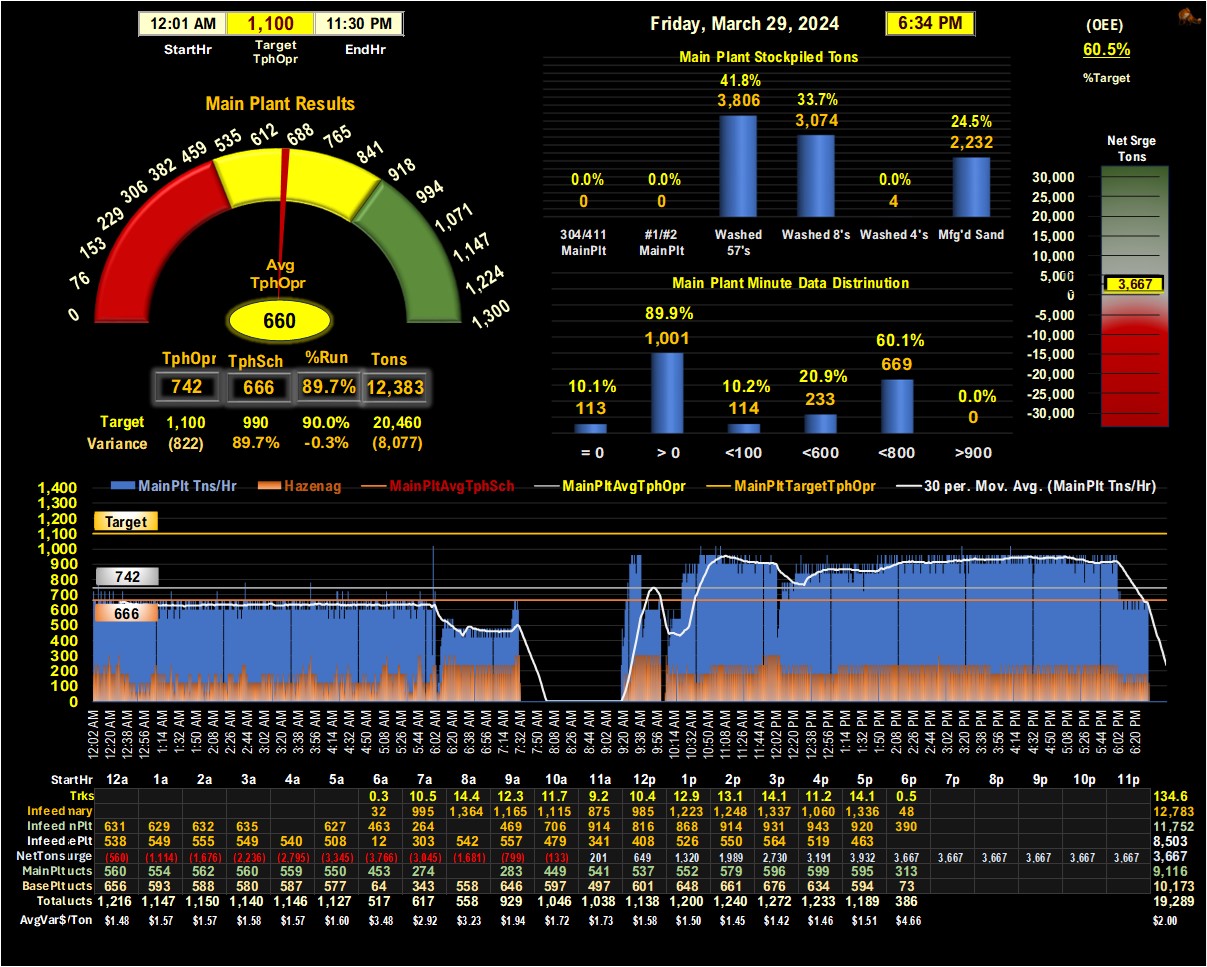 12:01 AM 1,100 11:30 PM
StartHr Target TphOpr EndHr
Friday, March 29, 2024 6:34 PM
(OEE)
60.5%
%Target
Main Plant Results
0 76 153 229 306 382 459 535 612 688 765 841 918 994 1,071 1,147 1,224 1,300
Avg
TphOpr
660
TphOpr TphSch %Run Tons
742 666 89.7% 12,383
Target 1,100 990 90.0% 20,460
Variance (822) 89.7% -0.3% (8,077)
Main Plant Stockpiled Tons
0.0% 0.0% 41.8% 33.7% 0.0% 24.5%
0 0 3,806 3,074 4 2,232
304/411 MainPlt #1/#2 MainPlt Washed 57's Washed 8's Washed 4's Mfg'd Sand
Main Plant Minute Data Distrinution
10.1% 89.9% 10.2% 20.9% 60.1% 0.0%
113 1,001 114 233 669 0
= 0 > 0 <100 <600 <800 >900
Net Srge
Tons
30,000
25,000
20,000
15,000
10,000
5,000
3,667
0
-5,000
-10,000
-15,000
-20,000
-25,000
-30,000
MainPlt Tns/Hr Hazenag MainPltAvgTphSch MainPltAvgTphOpr MainPltTargetTphOpr 30 per. Mov. Avg. (MainPlt Tns/Hr)
1,400
1,300
1,200
1,100
1,000
900
800
700
600
500
400
300
200
100
0
Target
742
666
12:02 AM 12:20 AM 12:38 AM 12:56 AM 1:14 AM 1:32 AM 1:50 AM 2:08 AM 2:26 AM 2:44 AM 3:02 AM 3:20 AM 3:38 AM 3:56 AM 4:14 AM 4:32 AM 4:50 AM 5:08 AM 5:26 AM 5:44 AM 6:02 AM 6:20 AM 6:38 AM 6:56 AM 7:14 AM 7:32 AM 7:50 AM 8:08 AM 8:26 AM 8:44 AM 9:02 AM 9:20 AM 9:38 AM 9:56 AM 10:14 AM 10:32 AM 10:50 AM 11:08 AM 11:26 AM 11:44 AM 12:02 PM 12:20 PM 12:38 PM 12:56 PM 1:14 PM 1:32 PM 1:50 PM 2:08 PM 2:26 PM 2:44 PM 3:02 PM 3:20 PM 3:38 PM 3:56 PM 4:14 PM 4:32 PM 4:50 PM 5:08 PM 5:26 PM 5:44 PM 6:02 PM 6:20 PM
StartHr 12a 1a 2a 3a 4a 5a 6a 7a 8a 9a 10a 11a 12p 1p 2p 3p 4p 5p 6p 7p 8p 9p 10p 11p
Trks 0.3 10.5 14.4 12.3 11.7 9.2 10.4 12.9 13.1 14.1 11.2 14.1 0.5 134.6
Infeed mary 32 995 1,364 1,165 1,115 875 985 1,223 1,248 1,337 1,060 1,336 48 12,783
Infeed nPlt 631 629 632 635 627 463 264 469 706 914 816 868 914 931 943 920 390 11,752
Infeed ePlt 538 549 555 549 540 508 12 303 542 557 479 341 408 526 550 564 519 463 8,503
NetTons urge (560) (1,114) (1,676) (2,236) (2,795) (3,345) (3,766) (3,045) (1,681) (799) (133) 201 649 1,320 1,989 2,730 3,191 3,932 3,667 3,667 3,667 3,667 3,667 3,667 3,667
MainPlt ucts 560 554 562 560 559 550 453 274 283 449 541 537 552 579 596 599 595 313 9,116
BasePlt ucts 656 593 588 580 587 577 64 343 558 646 597 497 601 648 661 676 634 594 73 10,173
Total ucts 1,216 1,147 1,150 1,140 1,146 1,127 517 617 558 929 1,046 1,038 1,138 1,200 1,240 1,272 1,233 1,189 386 19,289
AvgVar$/Ton $1.48 $1.57 $1.57 $1.58 $1.57 $1.60 $3.48 $2.92 $3.23 $1.94 $1.72 $1.73 $1.58 $1.50 $1.45 $1.42 $1.46 $1.51 $4.66 $2.00